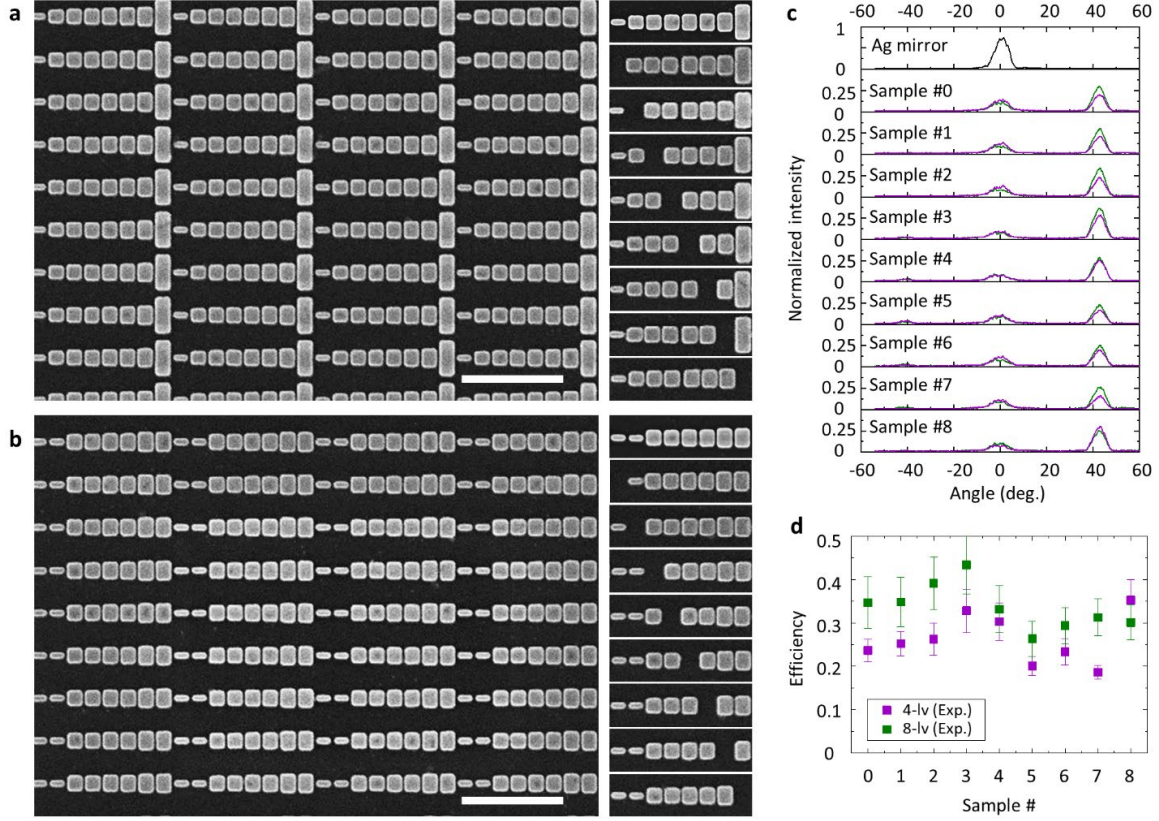 a
b
c
-60 -40 -20 0 20 40 60
1
Ag mirror
0
Sample #0
0.25
0
Sample #1
0.25
0
Sample #2
0.25
0
Sample #3
0.25
0
Sample #4
0.25
0
Sample #5
0.25
0
Sample #6
0.25
0
Sample #7
0.25
0
Sample #8
0.25
0
-60 -40 -20 0 20 40 60
Angle (deg.)
Normalized intensity
d
0.5
0.4
0.3
0.2
0.1
0
Efficiency
4-lv (Exp.)
8-lv (Exp.)
0 1 2 3 4 5 6 7 8
Sample #